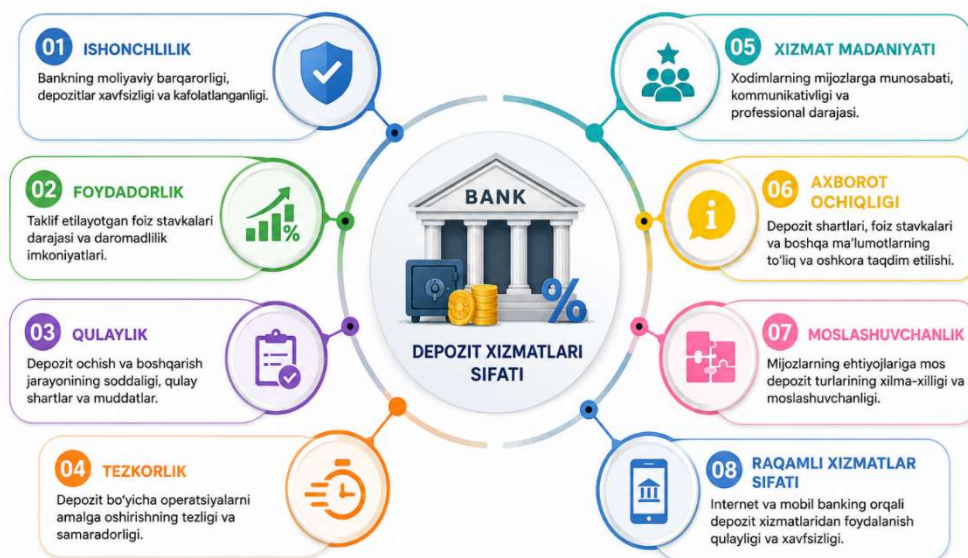 01 ISHONCHLILIK
Bankning moliyaviy barqarorligi,
depozitlar xavfsizligi va kafolatlanganligi.
02 FOYDADORLIK
Taklif etilayotgan foiz stavkalari
darajasi va daromadlilik
imkoniyatlari.
03 QULAYLIK
Depozit ochish va boshqarish
jarayonining soddaligi, qulay
shartlar va muddatlar.
04 TEZKORLIK
Depozit bo‘yicha operatsiyalarni
amalga oshirishning tezligi va
samaradorligi.
BANK
%
%
DEPOZIT XIZMATLARI
SIFATI
05 XIZMAT MADANIYATI
Xodimlarning mijozlarga munosabati,
kommunikativligi va
professional darajasi.
06 AXBOROT
OCHIQLIGI
Depozit shartlari, foiz stavkalari
va boshqa ma’lumotlarning
to‘liq va oshkora taqdim etilishi.
07 MOSLASHUVCHANLIK
Mijozlarning ehtiyojlariga mos
depozit turlarining xilma-xilligi va
moslashuvchanligi.
08 RAQAMLI XIZMATLAR
SIFATI
Internet va mobil banking orqali
depozit xizmatlaridan foydalanish
qulayligi va xavfsizligi.